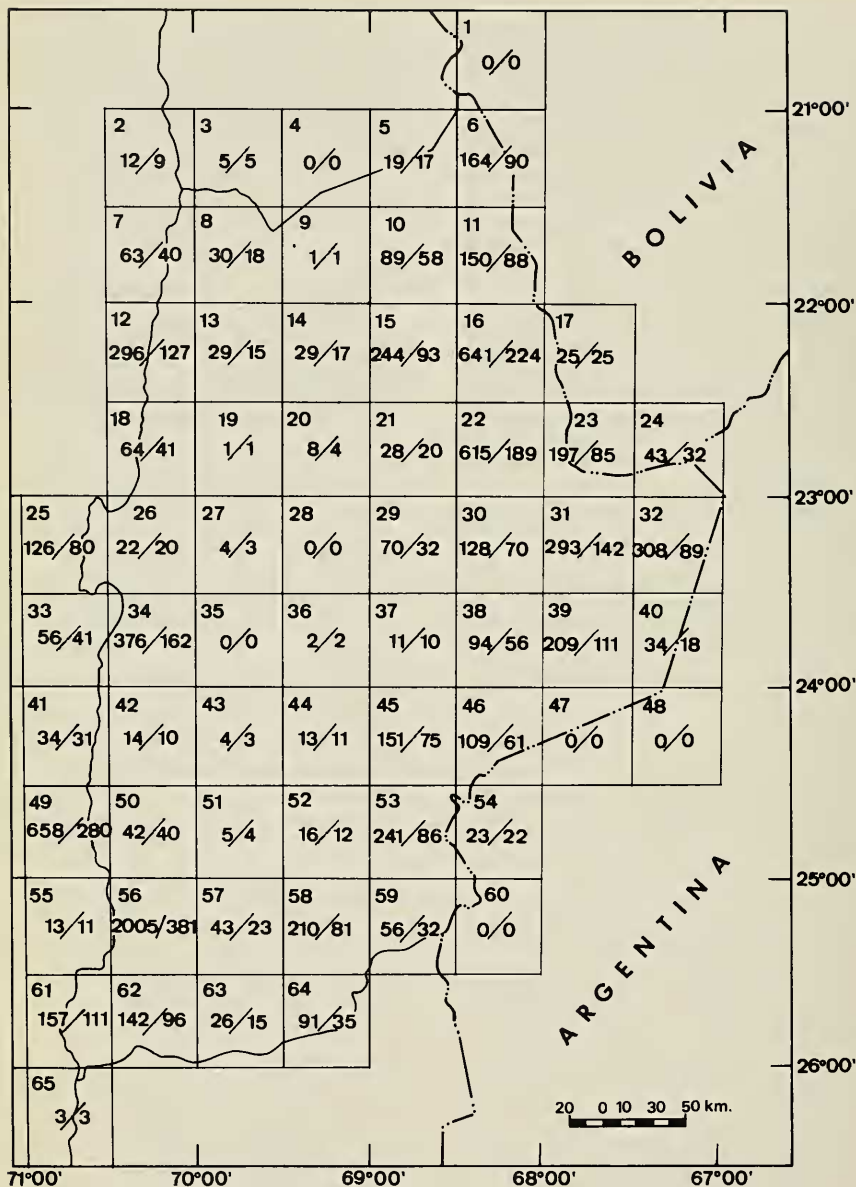 1
0/0
21°00'
2 3 4 5 6
12/9 5/5 0/0 19/17 164/90
BOLIVIA
7 8 9 10 11
63/40 30/18 1/1 89/58 150/88
22°00'
12 13 14 15 16 17
296/127 29/15 29/17 244/93 641/224 25/25
18 19 20 21 22 23 24
64/41 1/1 8/4 28/20 615/189 197/85 43/32
23°00'
25 26 27 28 29 30 31 32
126/80 22/20 4/3 0/0 70/32 128/70 293/142 308/89
33 34 35 36 37 38 39 40
56/41 376/162 0/0 2/2 11/10 94/56 209/111 34/18
24°00'
41 42 43 44 45 46 47 48
34/31 14/10 4/3 13/11 151/75 109/61 0/0 0/0
49 50 51 52 53 54
658/280 42/40 5/4 16/12 241/86 23/22
25°00'
ARGENTINA
55 56 57 58 59 60
13/11 2005/381 43/23 210/81 56/32 0/0
61 62 63 64
157/111 142/96 26/15 91/35
26°00'
65
3/3
20 0 10 30 50 km.
71°00' 70°00' 69°00' 68°00' 67°00'